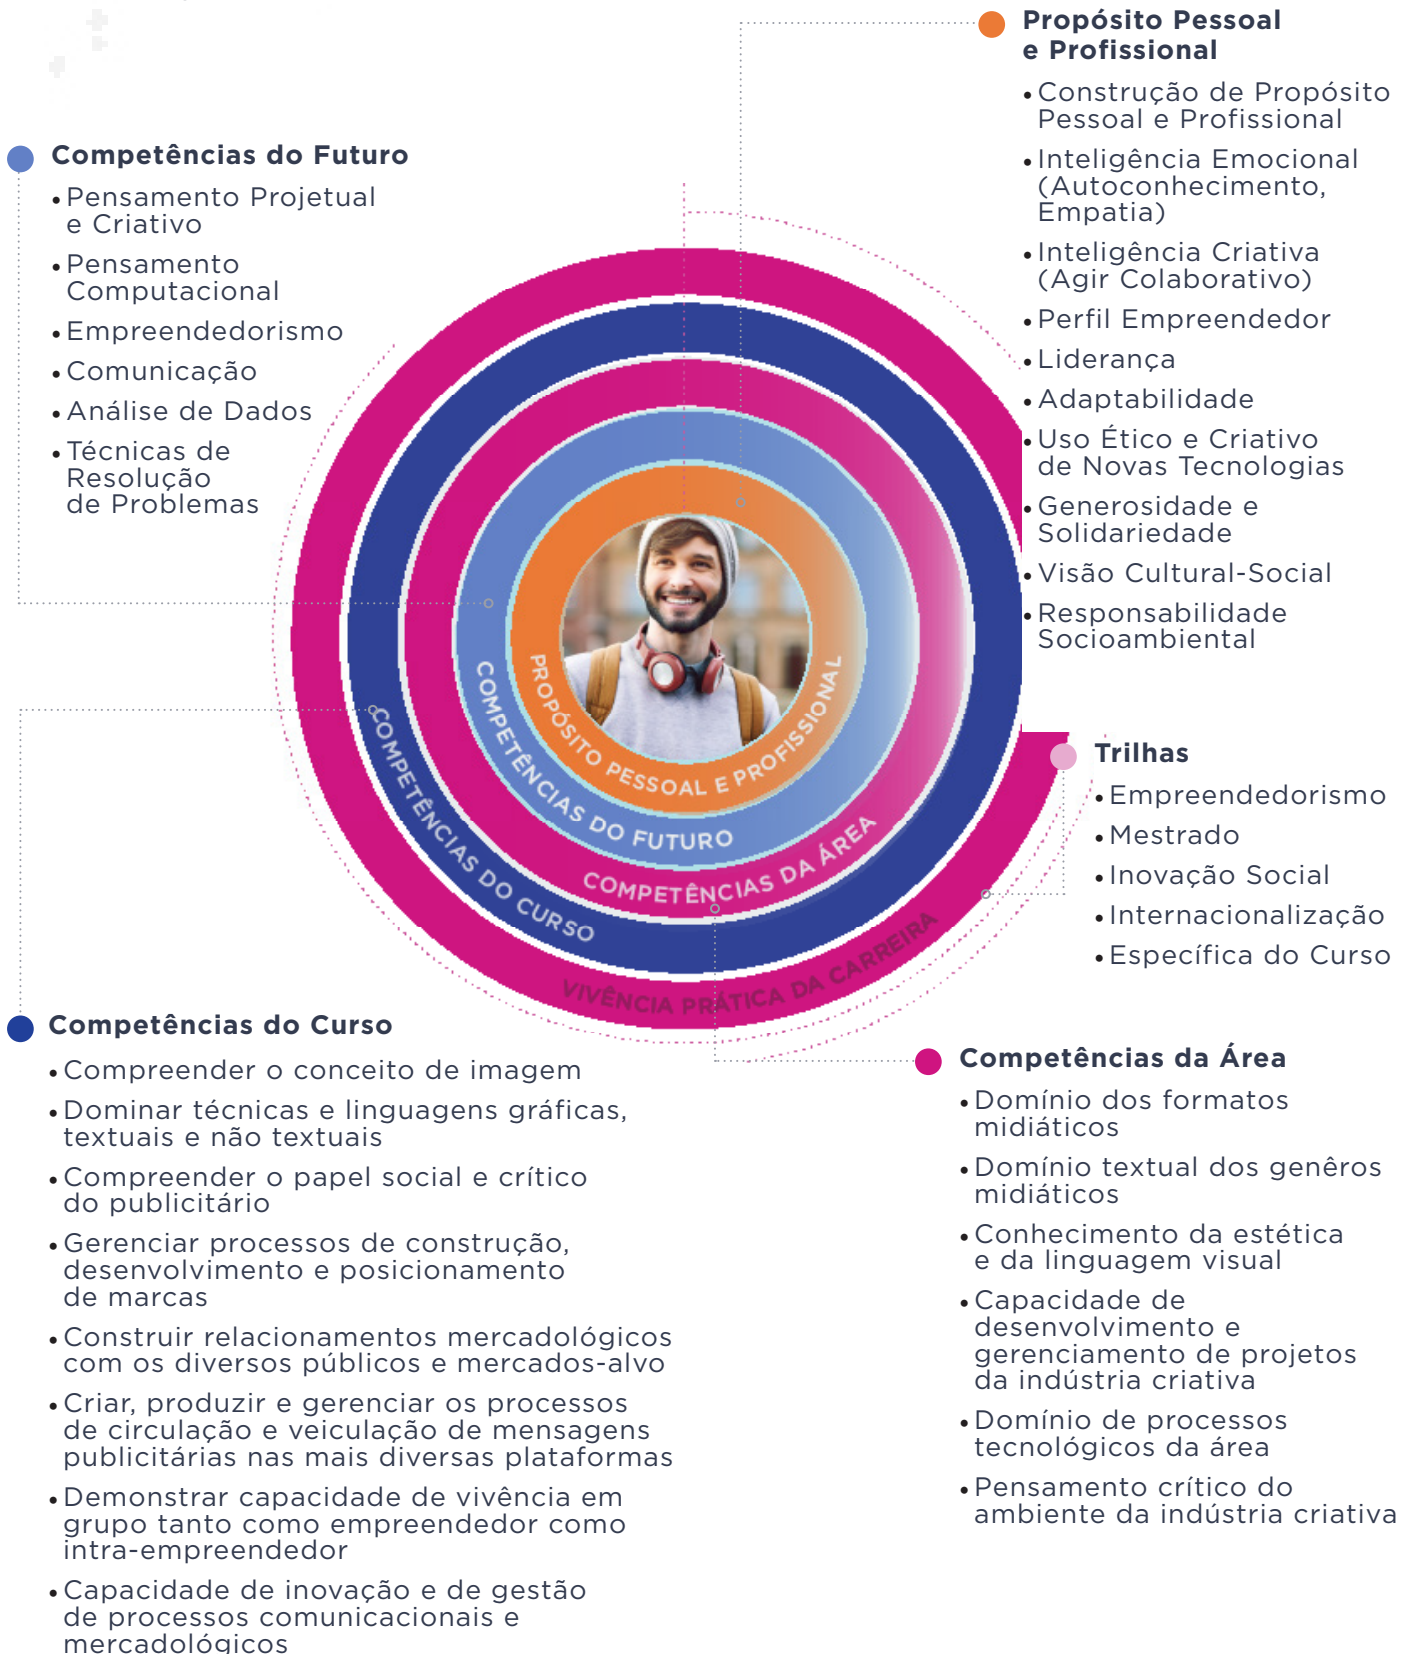 Propósito Pessoal
e Profissional
• Construção de Propósito
Pessoal e Profissional
• Inteligência Emocional
(Autoconhecimento,
Empatia)
• Inteligência Criativa
(Agir Colaborativo)
• Perfil Empreendedor
• Liderança
• Adaptabilidade
• Uso Ético e Criativo
de Novas Tecnologias
• Generosidade e
Solidariedade
• Visão Cultural-Social
• Responsabilidade
Socioambiental
Competências do Futuro
• Pensamento Projetual
e Criativo
• Pensamento
Computacional
• Empreendedorismo
• Comunicação
• Análise de Dados
• Técnicas de
Resolução
de Problemas
PROPÓSITO PESSOAL E PROFISSIONAL
COMPETÊNCIAS DO FUTURO
COMPETÊNCIAS DA ÁREA
COMPETÊNCIAS DO CURSO
VIVÊNCIA PRÁTICA DA CARREIRA
Trilhas
• Empreendedorismo
• Mestrado
• Inovação Social
• Internacionalização
• Específica do Curso
Competências do Curso
• Compreender o conceito de imagem
• Dominar técnicas e linguagens gráficas,
textuais e não textuais
• Compreender o papel social e crítico
do publicitário
• Gerenciar processos de construção,
desenvolvimento e posicionamento
de marcas
• Construir relacionamentos mercadológicos
com os diversos públicos e mercados-alvo
• Criar, produzir e gerenciar os processos
de circulação e veiculação de mensagens
publicitárias nas mais diversas plataformas
• Demonstrar capacidade de vivência em
grupo tanto como empreendedor como
intra-empreendedor
• Capacidade de inovação e de gestão
de processos comunicacionais e
mercadológicos
Competências da Área
• Domínio dos formatos
midiáticos
• Domínio textual dos genêros
midiáticos
• Conhecimento da estética
e da linguagem visual
• Capacidade de
desenvolvimento e
gerenciamento de projetos
da indústria criativa
• Domínio de processos
tecnológicos da área
• Pensamento crítico do
ambiente da indústria criativa